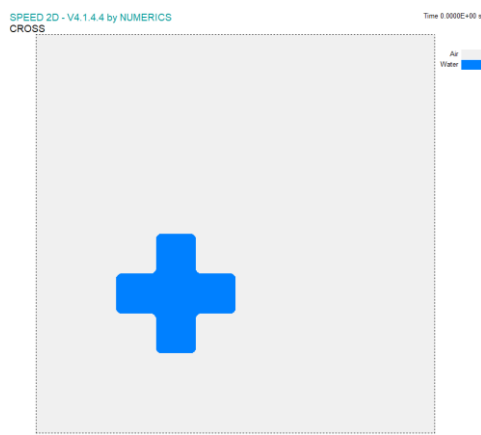 SPEED 2D - V4.1.4.4 by NUMERICS
Time 0.0000E+00 s
CROSS
Air
Water